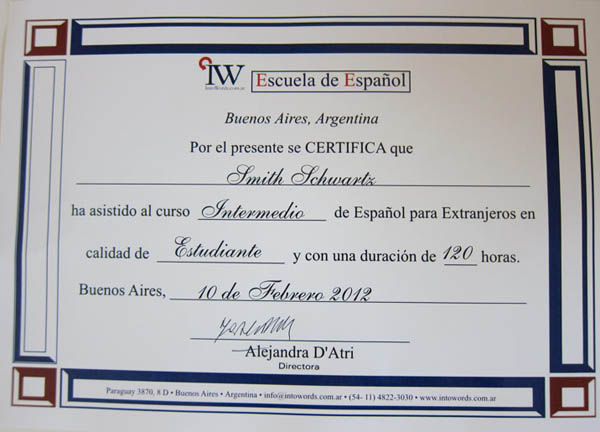 IW
IntoWords.com.ar
Escuela de Español
Buenos Aires, Argentina
Por el presente se CERTIFICA que
Smith Schwartz
ha asistido al curso Intermedio de Español para Extranjeros en
calidad de Estudiante y con una duración de 120 horas.
Buenos Aires, 10 de Febrero 2012
Alejandra D'Atri
Directora
Paraguay 3870, 8 D • Buenos Aires • Argentina • info@intowords.com.ar • (54- 11) 4822-3030 • www.intowords.com.ar